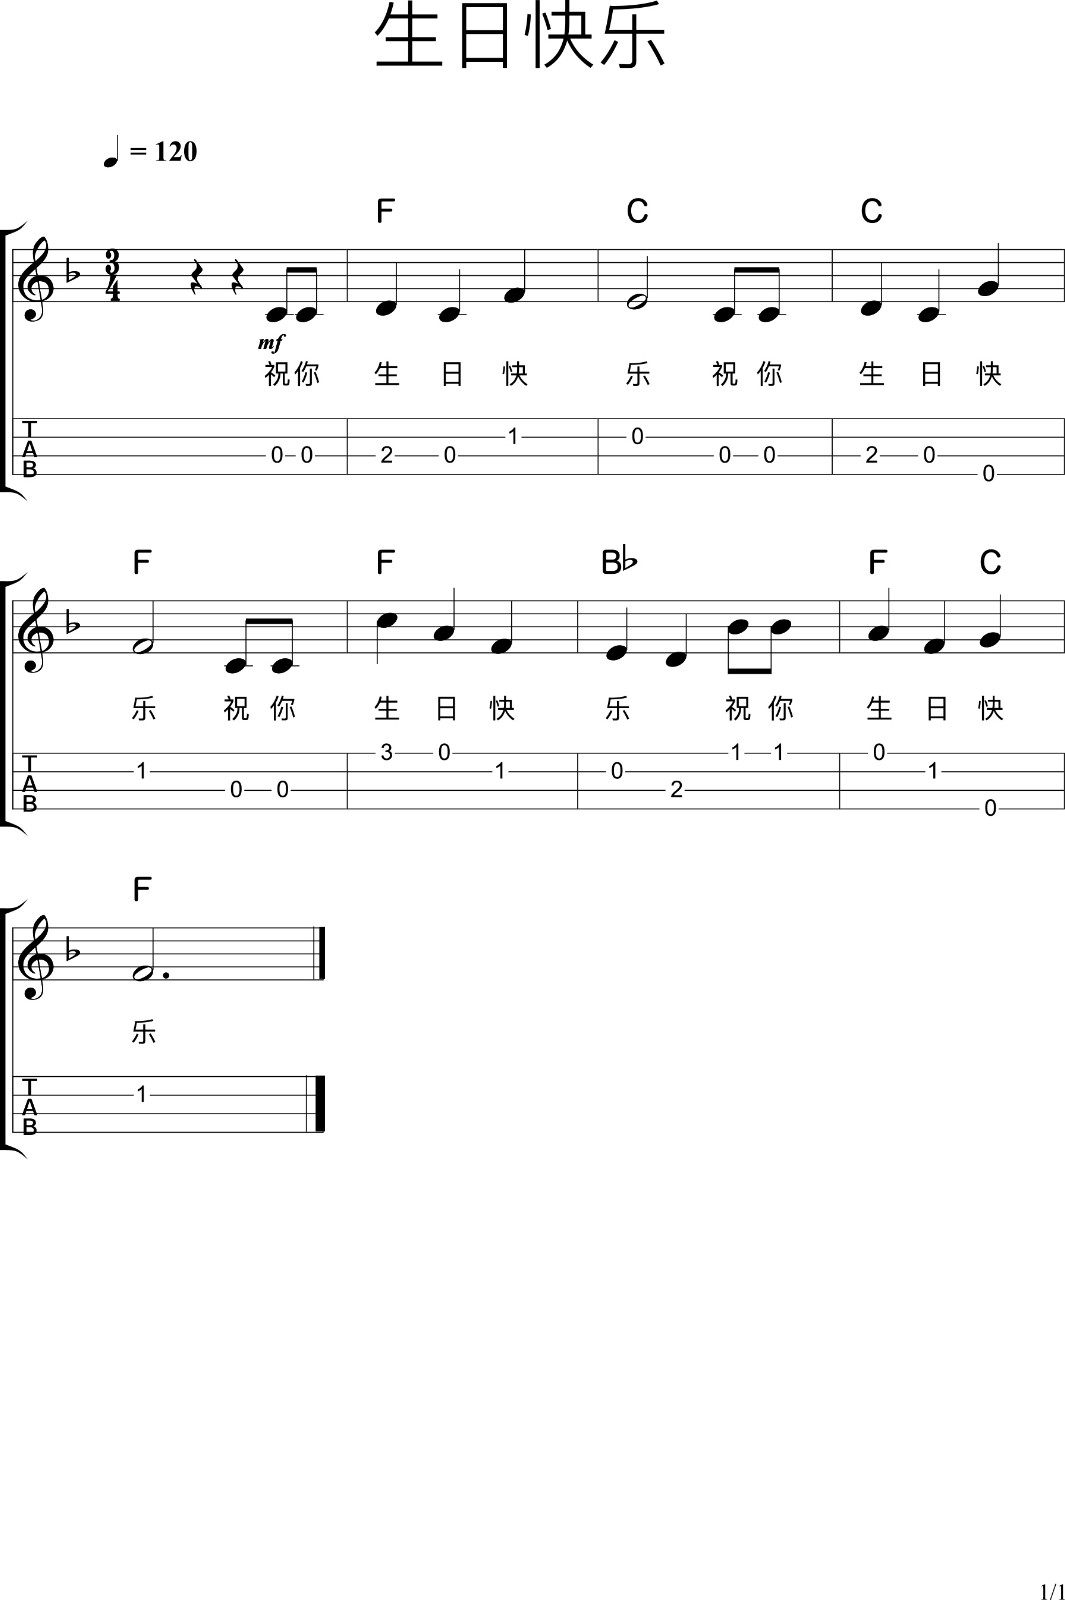 生日快乐
= 120
F C C
3
4
mf
祝你 生 日 快 乐 祝 你 生 日 快
T
A
B
1 0
0 0 2 0 0 0 2 0
0
F F B♭ F C
乐 祝 你 生 日 快 乐 祝 你 生 日 快
3 0 1 1 0
T
A
B
1 1 0 1
0 0 2
0
F
乐
T
A
B
1
1/1